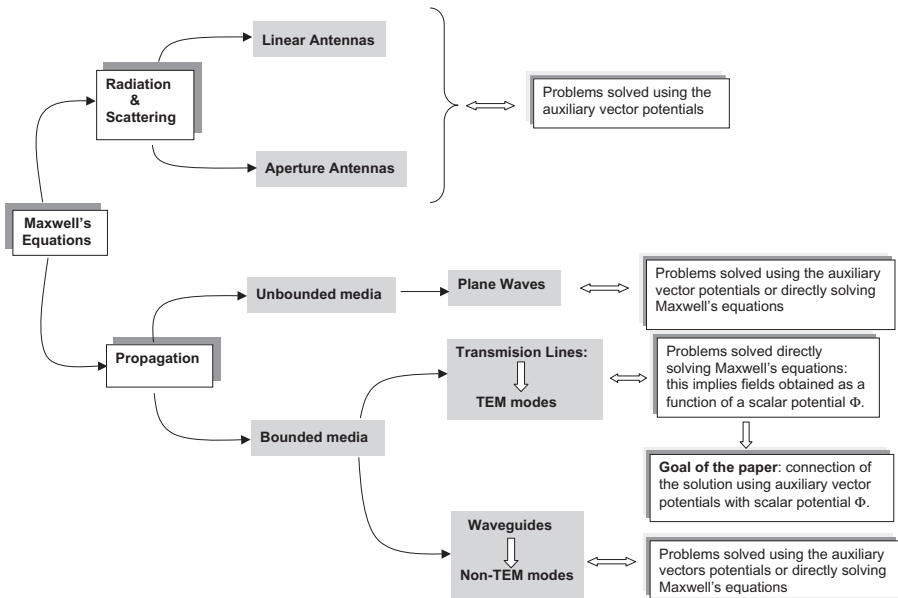 Linear Antennas
Radiation
&
Scattering
Problems solved using the
auxiliary vector potentials
Aperture Antennas
Maxwell's
Equations
Unbounded media
Plane Waves
Problems solved using the auxiliary
vector potentials or directly solving
Maxwell's equations
Propagation
Transmision Lines:
TEM modes
Problems solved directly
solving Maxwell's equations:
this implies fields obtained as a
function of a scalar potential Φ.
Bounded media
Goal of the paper: connection of
the solution using auxiliary vector
potentials with scalar potential Φ.
Waveguides
Non-TEM modes
Problems solved using the auxiliary
vectors potentials or directly solving
Maxwell's equations